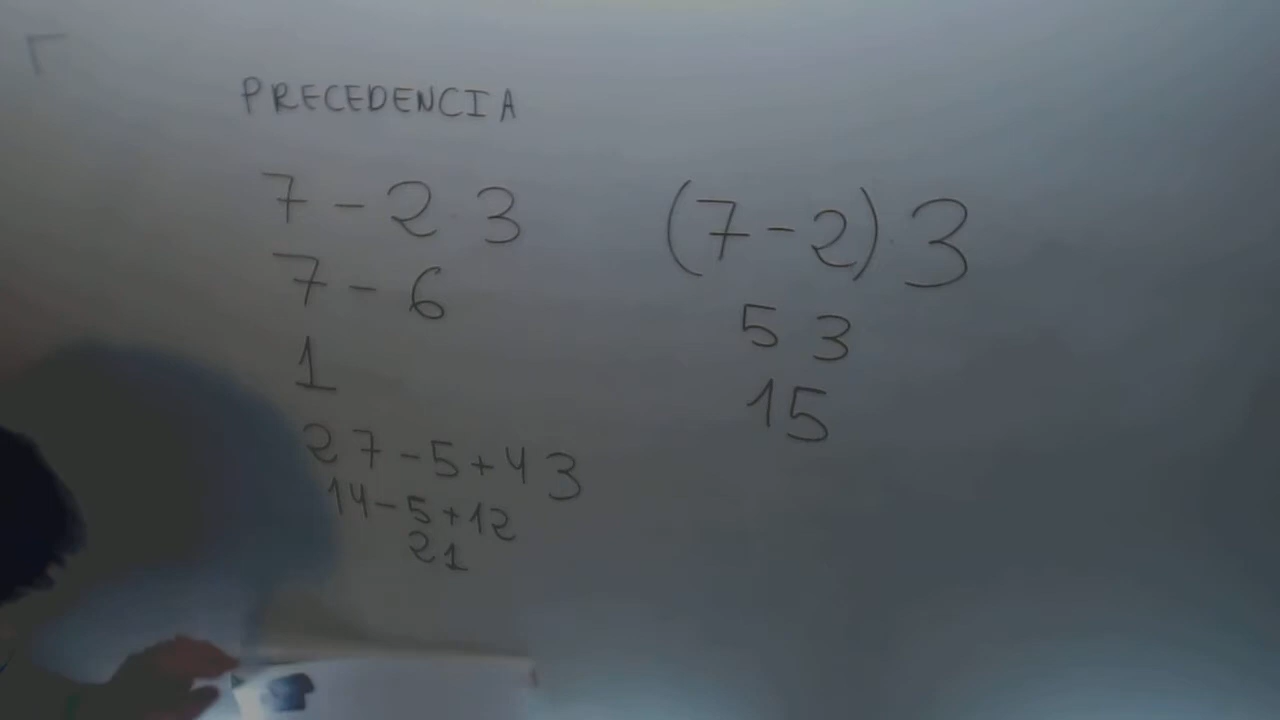 PRECEDENCIA
7 - 2 3
7 - 6
1
2 7 - 5 + 4 3
14 - 5 + 12
21
(7 - 2) 3
5 3
15